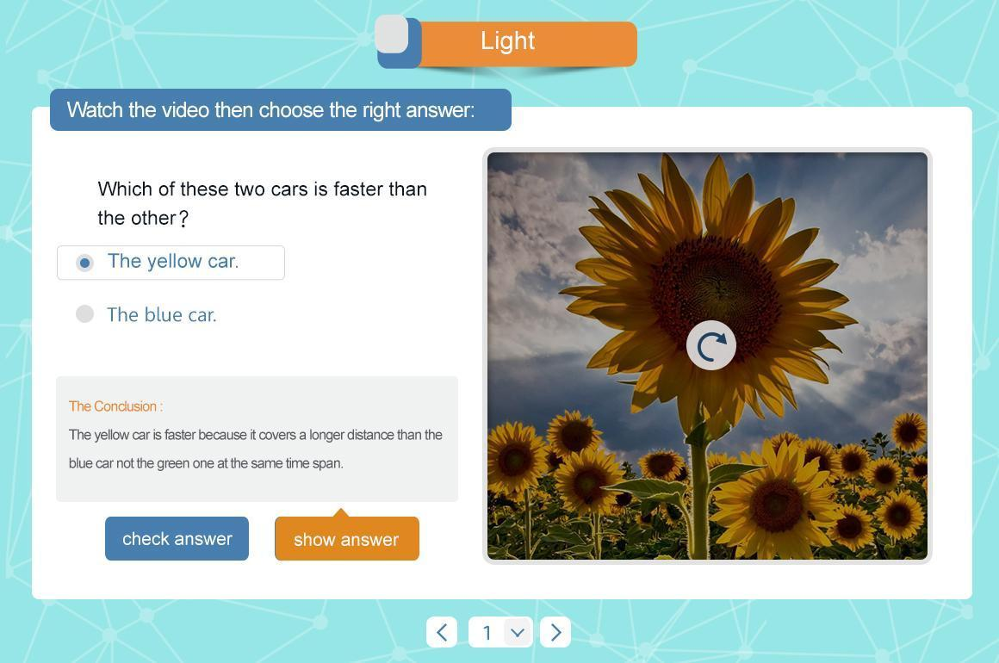 Light
Watch the video then choose the right answer:
Which of these two cars is faster than
the other?
The yellow car.
The blue car.
The Conclusion :
The yellow car is faster because it covers a longer distance than the
blue car not the green one at the same time span.
check answer
show answer
1